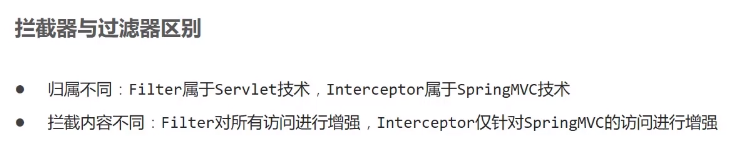 拦截器与过滤器区别
● 归属不同：Filter属于Servlet技术，Interceptor属于SpringMVC技术
● 拦截内容不同：Filter对所有访问进行增强，Interceptor仅针对SpringMVC的访问进行增强